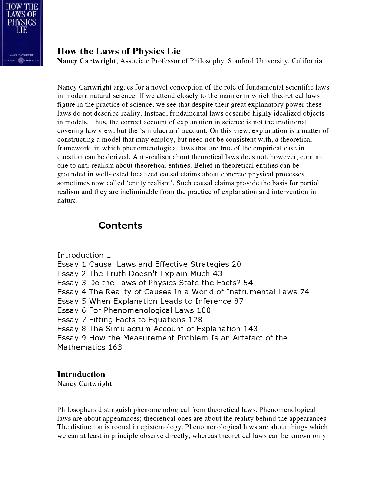 HOW THE
LAWS OF
PHYSICS
LIE
How the Laws of Physics Lie
Nancy Cartwright, Associate Professor of Philosophy, Stanford University, California
Nancy Cartwright argues for a novel conception of the role of fundamental scientific laws
in modern natural science. If we attend closely to the manner in which theoretical laws
figure in the practice of science, we see that despite their great explanatory power these
laws do not describe reality. Instead, fundamental laws describe highly idealized objects
in models. Thus, the correct account of explanation in science is not the traditional
covering law view, but the 'simulacrum' account. On this view, explanation is a matter of
constructing a model that may employ, but need not be consistent with, a theoretical
framework, in which phenomenological laws that are true of the empirical case in
question can be derived. Anti-realism about theoretical laws does not, however, commit
one to anti-realism about theoretical entities. Belief in theoretical entities can be
grounded in well-tested localized causal claims about concrete physical processes,
sometimes now called 'entity realism'. Such causal claims provide the basis for partial
realism and they are ineliminable from the practice of explanation and intervention in
nature.
Contents
Introduction 1
Essay 1 Causal Laws and Effective Strategies 20
Essay 2 The Truth Doesn't Explain Much 43
Essay 3 Do the Laws of Physics State the Facts? 54
Essay 4 The Reality of Causes in a World of Instrumental Laws 74
Essay 5 When Explanation Leads to Inference 87
Essay 6 For Phenomenological Laws 100
Essay 7 Fitting Facts to Equations 128
Essay 8 The Simulacrum Account of Explanation 143
Essay 9 How the Measurement Problem Is an Artefact of the
Mathematics 163
Introduction
Nancy Cartwright
Philosophers distinguish phenomenological from theoretical laws. Phenomenological
laws are about appearances; theoretical ones are about the reality behind the appearances.
The distinction is rooted in epistemology. Phenomenological laws are about things which
we can at least in principle observe directly, whereas theoretical laws can be known only